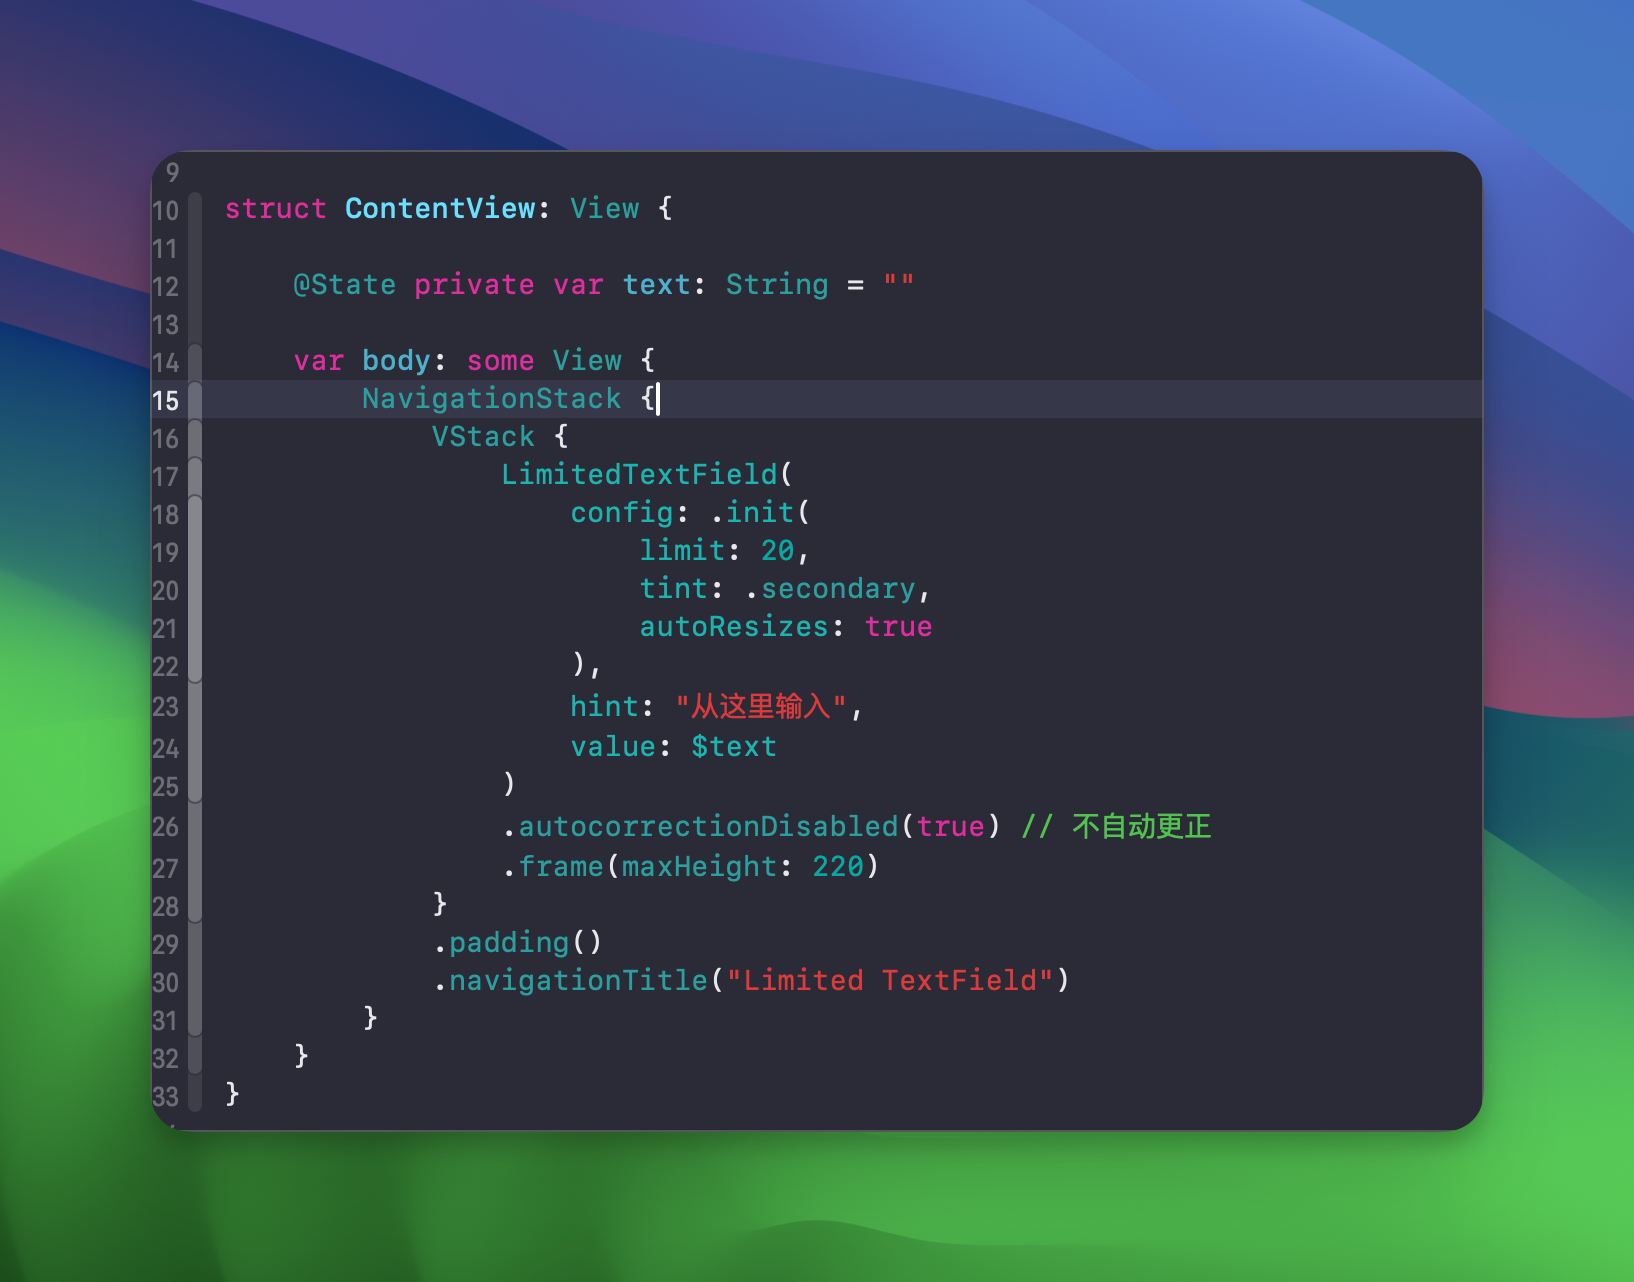 9
10 struct ContentView: View {
11
12     @State private var text: String = ""
13
14     var body: some View {
15         NavigationStack {
16             VStack {
17                 LimitedTextField(
18                     config: .init(
19                         limit: 20,
20                         tint: .secondary,
21                         autoResizes: true
22                     ),
23                     hint: "从这里输入",
24                     value: $text
25                 )
26                 .autocorrectionDisabled(true) // 不自动更正
27                 .frame(maxHeight: 220)
28             }
29             .padding()
30             .navigationTitle("Limited TextField")
31         }
32     }
33 }